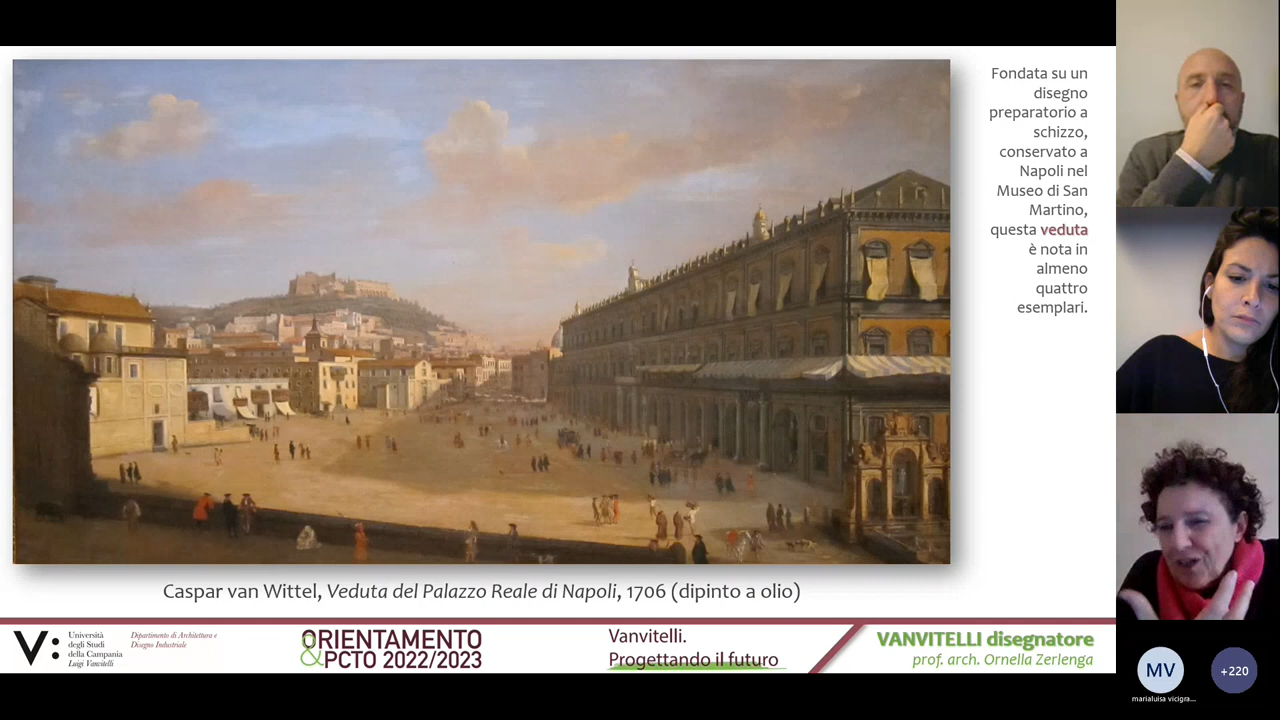 Fondata su un
disegno
preparatorio a
schizzo,
conservato a
Napoli nel
Museo di San
Martino,
questa veduta
è nota in
almeno
quattro
esemplari.
Caspar van Wittel, Veduta del Palazzo Reale di Napoli, 1706 (dipinto a olio)
V:
Università
degli Studi
della Campania
Luigi Vanvitelli
Dipartimento di Architettura e
Disegno Industriale
ORIENTAMENTO
&PCTO 2022/2023
Vanvitelli.
Progettando il futuro
VANVITELLI disegnatore
prof. arch. Ornella Zerlenga
MV
+220
marialuisa vicigra...